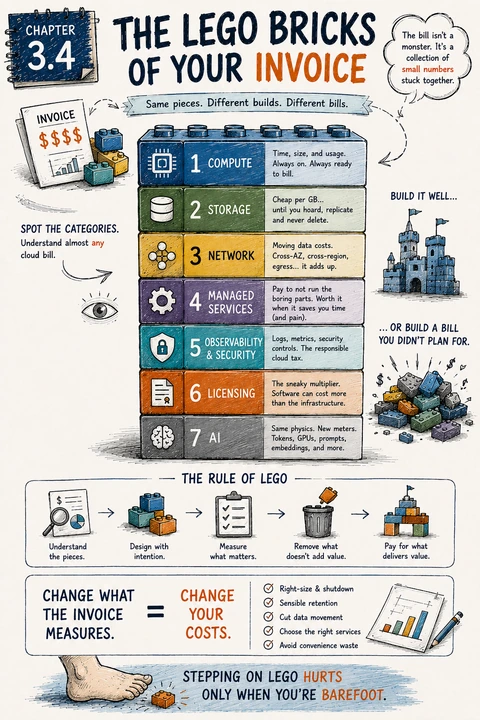 CHAPTER
3.4
THE LEGO BRICKS
OF YOUR INVOICE
The bill isn't a
monster. It's a
collection of
small numbers
stuck together.
Same pieces. Different builds. Different bills.
INVOICE
$$$$
SPOT THE CATEGORIES.
Understand almost any
cloud bill.
1 COMPUTE
Time, size, and usage.
Always on. Always ready
to bill.
2 STORAGE
Cheap per GB...
until you hoard, replicate
and never delete.
3 NETWORK
Moving data costs.
Cross-AZ, cross-region,
egress... it adds up.
4 MANAGED
SERVICES
Pay to not run the
boring parts. Worth it
when it saves you time
(and pain).
5 OBSERVABILITY
& SECURITY
Logs, metrics, security
controls. The responsible
cloud tax.
6 LICENSING
The sneaky multiplier.
Software can cost more
than the infrastructure.
7 AI
Same physics. New meters.
Tokens, GPUs, prompts,
embeddings, and more.
BUILD IT WELL...
... OR BUILD A BILL
YOU DIDN'T PLAN FOR.
THE RULE OF LEGO
$
Understand
the pieces.
Design with
intention.
Measure
what matters.
Remove what
doesn't add value.
Pay for what
delivers value.
CHANGE WHAT
THE INVOICE
MEASURES.
=
CHANGE
YOUR
COSTS.
Right-size & shutdown
Sensible retention
Cut data movement
Choose the right services
Avoid convenience waste
STEPPING ON LEGO HURTS
ONLY WHEN YOU'RE BAREFOOT.